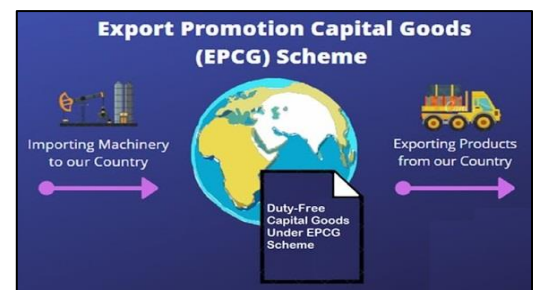 Export Promotion Capital Goods
(EPCG) Scheme
Importing Machinery
to our Country
Exporting Products
from our Country
Duty-Free
Capital Goods
Under EPCG
Scheme